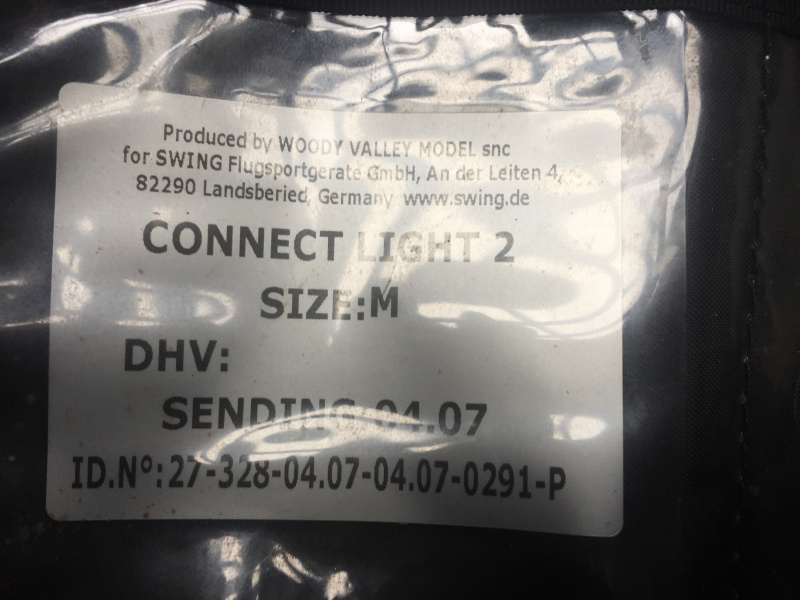 Produced by WOODY VALLEY MODEL snc
for SWING Flugsportgerate GmbH, An der Leiten 4,
82290 Landsberied, Germany www.swing.de
CONNECT LIGHT 2
SIZE:M
DHV:
SENDING 04.07
ID.Nº:27-328-04.07-04.07-0291-P